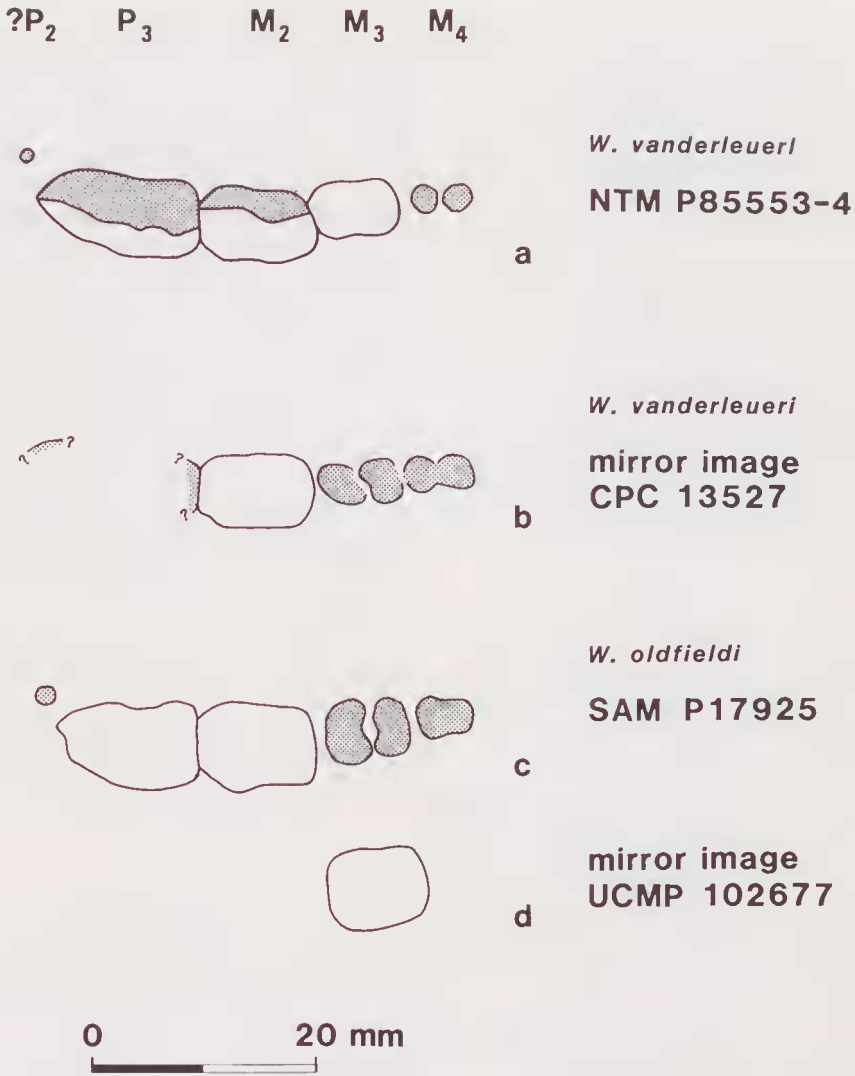 ?P₂ P₃ M₂ M₃ M₄
W. vanderleuerl
NTM P85553-4
a
W. vanderleueri
? ? ? ?
mirror image
CPC 13527
b
W. oldfieldi
SAM P17925
c
mirror image
UCMP 102677
d
0 20 mm